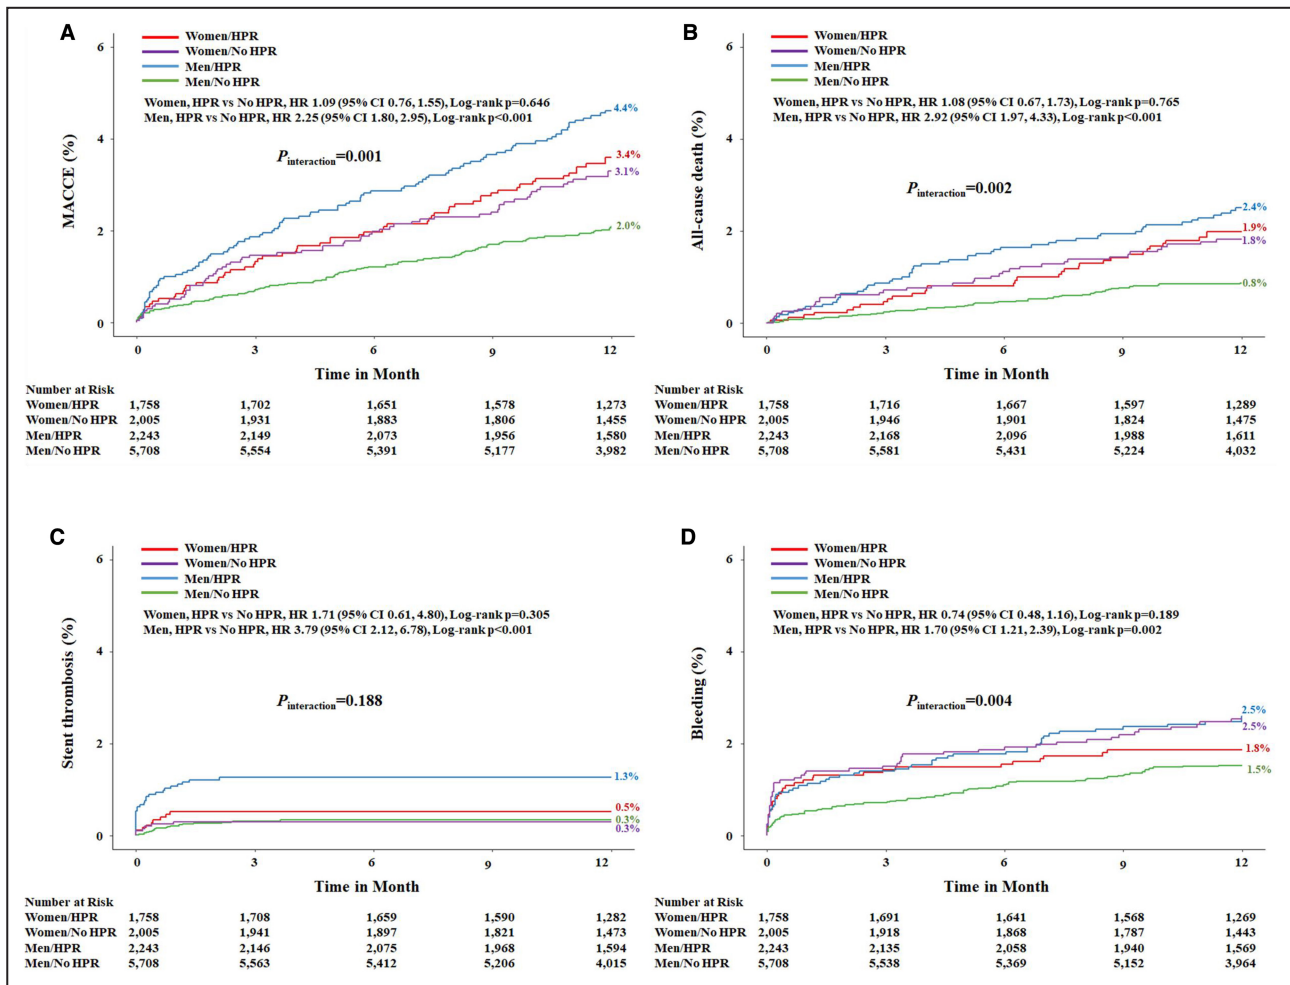 A
Women/HPR
Women/No HPR
Men/HPR
Men/No HPR
Women, HPR vs No HPR, HR 1.09 (95% CI 0.76, 1.55), Log-rank p=0.646
Men, HPR vs No HPR, HR 2.25 (95% CI 1.80, 2.95), Log-rank p<0.001
Pinteraction=0.001
MACCE (%)
6
4
2
0
4.4%
3.4%
3.1%
2.0%
0 3 6 9 12
Time in Month
Number at Risk
Women/HPR 1,758 1,702 1,651 1,578 1,273
Women/No HPR 2,005 1,931 1,883 1,806 1,455
Men/HPR 2,243 2,149 2,073 1,956 1,580
Men/No HPR 5,708 5,554 5,391 5,177 3,982
B
Women/HPR
Women/No HPR
Men/HPR
Men/No HPR
Women, HPR vs No HPR, HR 1.08 (95% CI 0.67, 1.73), Log-rank p=0.765
Men, HPR vs No HPR, HR 2.92 (95% CI 1.97, 4.33), Log-rank p<0.001
Pinteraction=0.002
All-cause death (%)
6
4
2
0
2.4%
1.9%
1.8%
0.8%
0 3 6 9 12
Time in Month
Number at Risk
Women/HPR 1,758 1,716 1,667 1,597 1,289
Women/No HPR 2,005 1,946 1,901 1,824 1,475
Men/HPR 2,243 2,168 2,096 1,988 1,611
Men/No HPR 5,708 5,581 5,431 5,224 4,032
C
Women/HPR
Women/No HPR
Men/HPR
Men/No HPR
Women, HPR vs No HPR, HR 1.71 (95% CI 0.61, 4.80), Log-rank p=0.305
Men, HPR vs No HPR, HR 3.79 (95% CI 2.12, 6.78), Log-rank p<0.001
Pinteraction=0.188
Stent thrombosis (%)
6
4
2
0
1.3%
0.5%
0.3%
0.3%
0 3 6 9 12
Time in Month
Number at Risk
Women/HPR 1,758 1,708 1,659 1,590 1,282
Women/No HPR 2,005 1,941 1,897 1,821 1,473
Men/HPR 2,243 2,146 2,075 1,968 1,594
Men/No HPR 5,708 5,563 5,412 5,206 4,015
D
Women/HPR
Women/No HPR
Men/HPR
Men/No HPR
Women, HPR vs No HPR, HR 0.74 (95% CI 0.48, 1.16), Log-rank p=0.189
Men, HPR vs No HPR, HR 1.70 (95% CI 1.21, 2.39), Log-rank p=0.002
Pinteraction=0.004
Bleeding (%)
6
4
2
0
2.5%
2.5%
1.8%
1.5%
0 3 6 9 12
Time in Month
Number at Risk
Women/HPR 1,758 1,691 1,641 1,568 1,269
Women/No HPR 2,005 1,918 1,868 1,787 1,443
Men/HPR 2,243 2,135 2,058 1,940 1,569
Men/No HPR 5,708 5,538 5,369 5,152 3,964